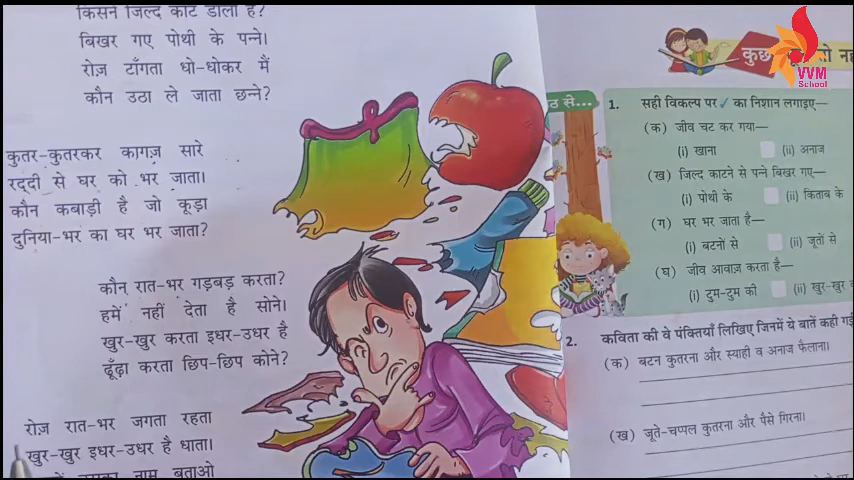 किसने जिल्द काट डाली है?
बिखर गए पोथी के पन्ने।
रोज़ टाँगता धो-धोकर मैं
कौन उठा ले जाता छन्ने?
कुतर-कुतरकर कागज़ सारे
रद्दी से घर को भर जाता।
कौन कबाड़ी है जो कूड़ा
दुनिया-भर का घर भर जाता?
कौन रात-भर गड़बड़ करता?
हमें नहीं देता है सोने।
खुर-खुर करता इधर-उधर है
ढूँढ़ा करता छिप-छिप कोने?
रोज़ रात-भर जगता रहता
खुर-खुर इधर-उधर है धाता।
नाम बताओ
VVM
School
कुछ
ठ से...
1. सही विकल्प पर ✓ का निशान लगाइए—
(क) जीव चट कर गया—
(i) खाना (ii) अनाज
(ख) जिल्द काटने से पन्ने बिखर गए—
(i) पोथी के (ii) किताब के
(ग) घर भर जाता है—
(i) बटनों से (ii) जूतों से
(घ) जीव आवाज़ करता है—
(i) टुम-टुम की (ii) खुर-खुर
2. कविता की वे पंक्तियाँ लिखिए जिनमें ये बातें कही गई
(क) बटन कुतरना और स्याही व अनाज फैलाना।
(ख) जूते-चप्पल कुतरना और पैसे गिरना।